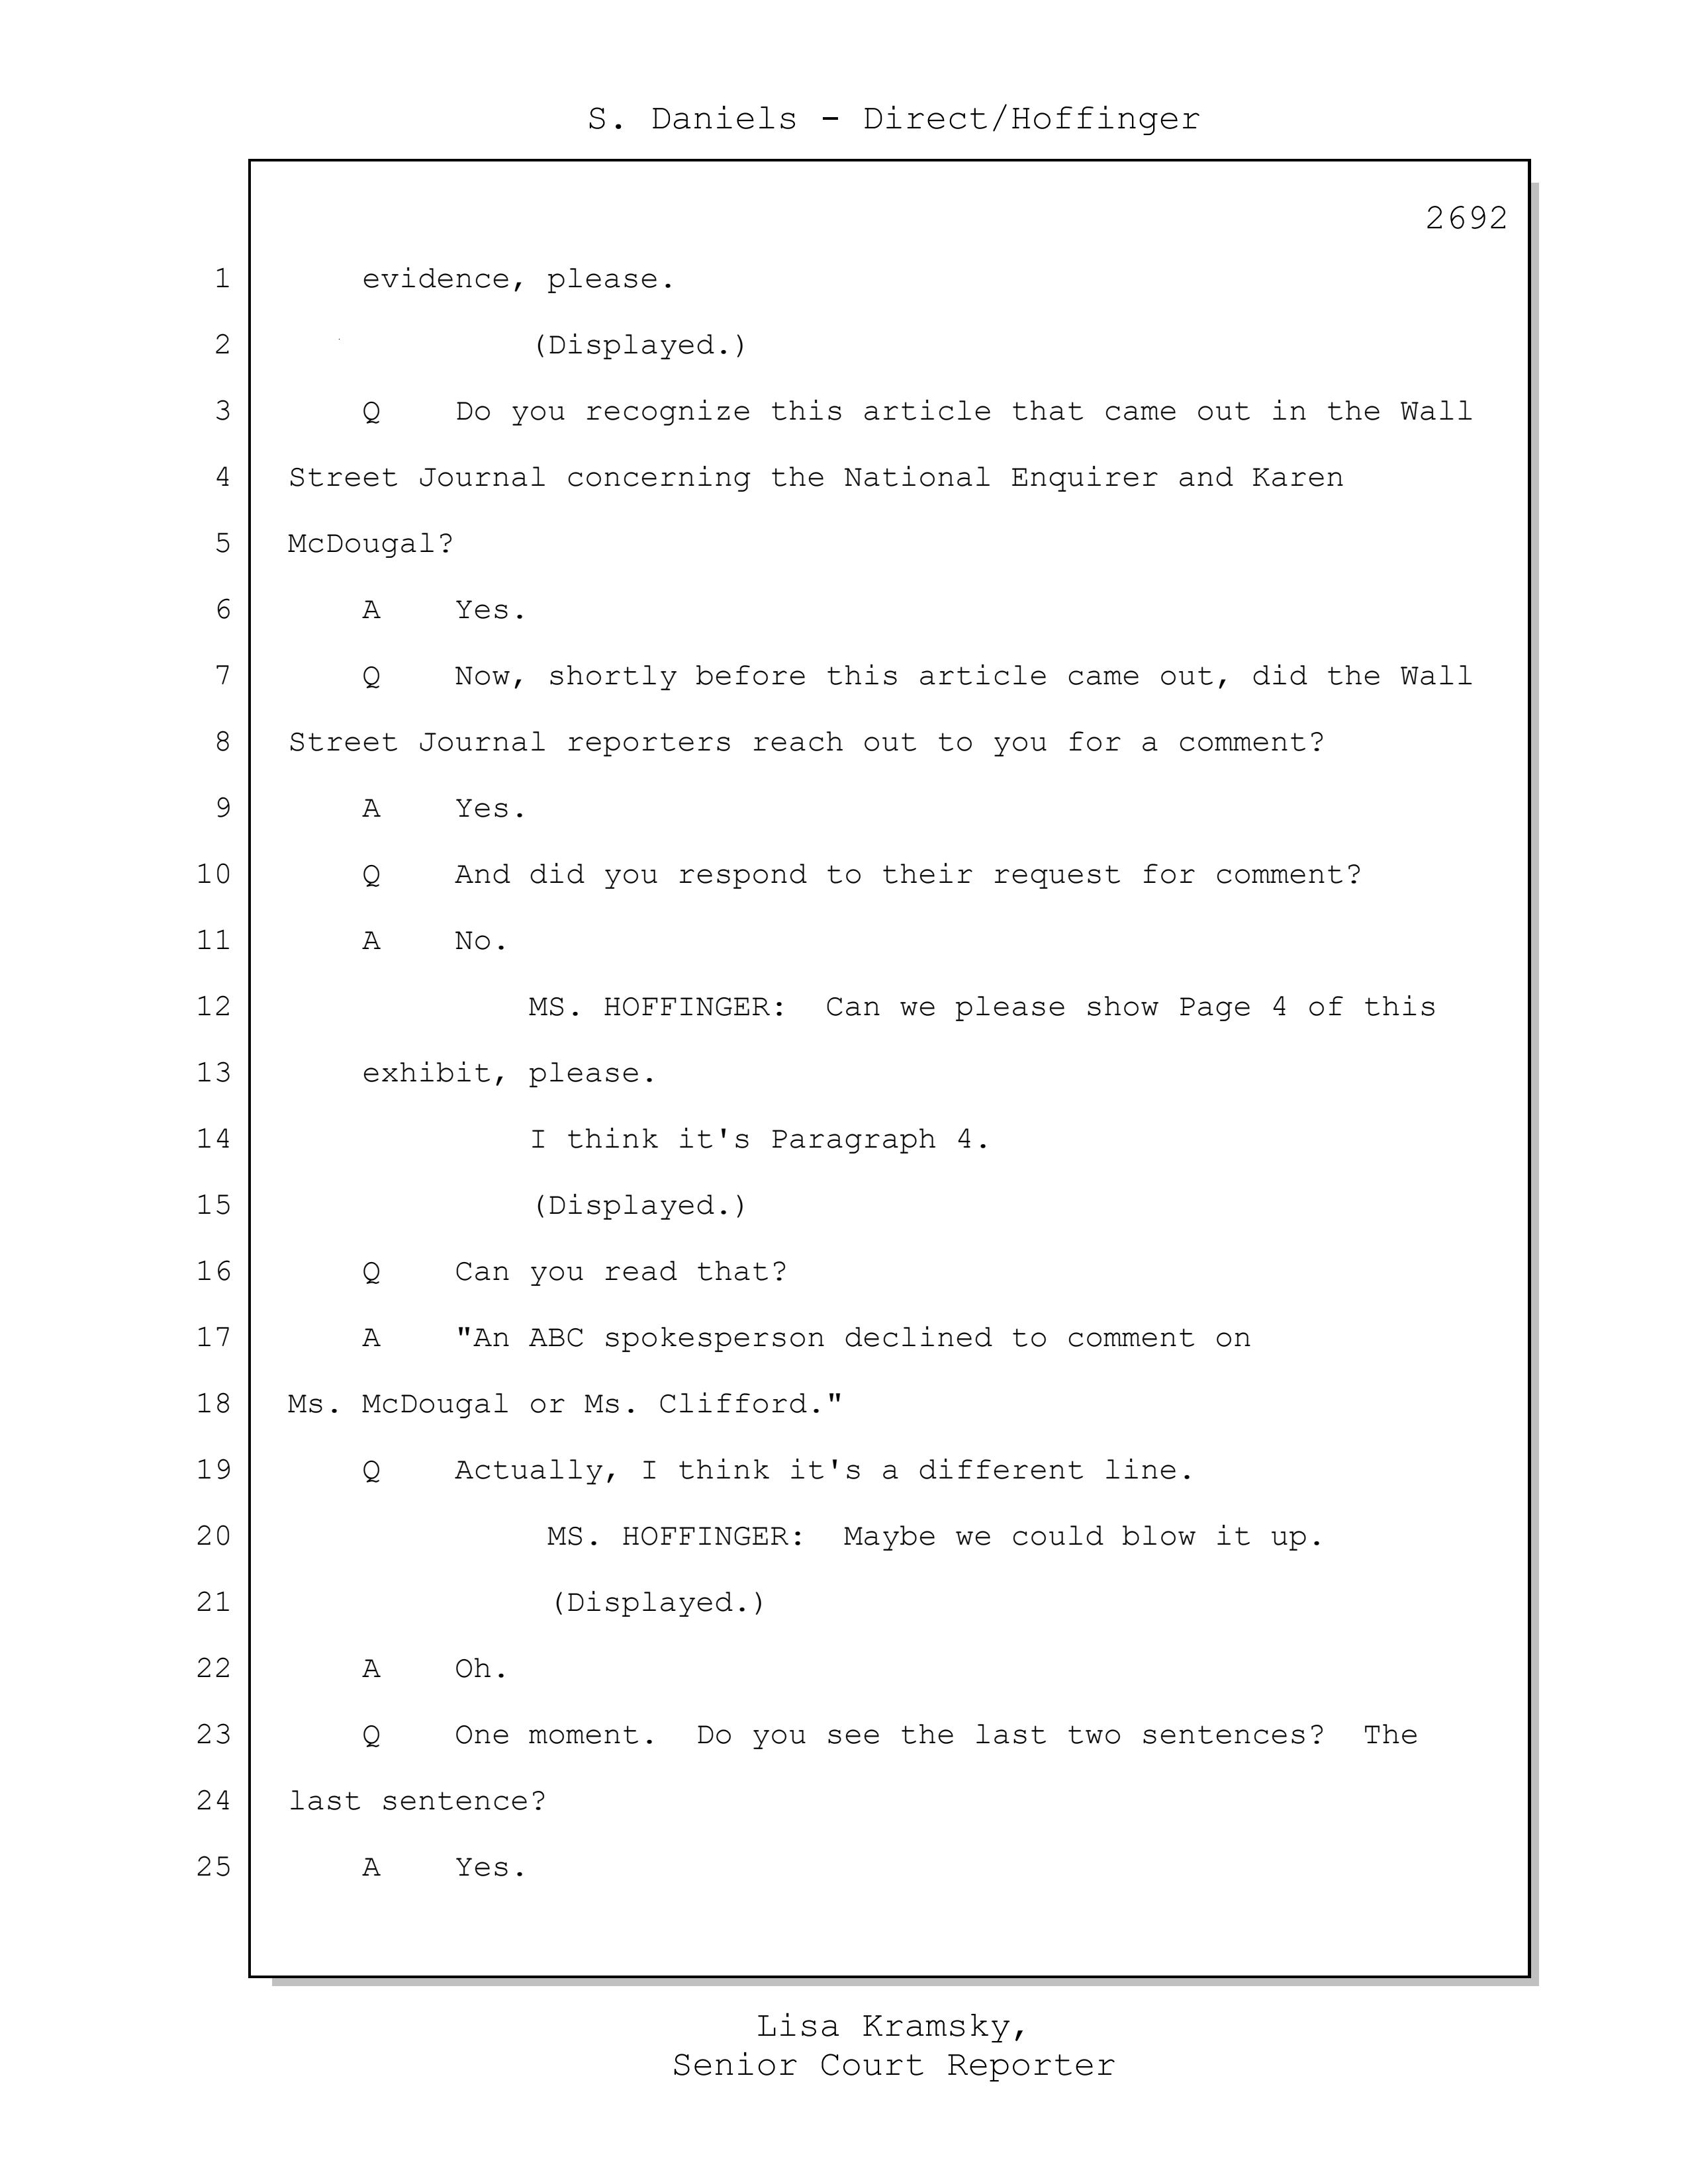 S. Daniels - Direct/Hoffinger
2692
1 evidence, please.
2 (Displayed.)
3 Q Do you recognize this article that came out in the Wall
4 Street Journal concerning the National Enquirer and Karen
5 McDougal?
6 A Yes.
7 Q Now, shortly before this article came out, did the Wall
8 Street Journal reporters reach out to you for a comment?
9 A Yes.
10 Q And did you respond to their request for comment?
11 A No.
12 MS. HOFFINGER: Can we please show Page 4 of this
13 exhibit, please.
14 I think it's Paragraph 4.
15 (Displayed.)
16 Q Can you read that?
17 A "An ABC spokesperson declined to comment on
18 Ms. McDougal or Ms. Clifford."
19 Q Actually, I think it's a different line.
20 MS. HOFFINGER: Maybe we could blow it up.
21 (Displayed.)
22 A Oh.
23 Q One moment. Do you see the last two sentences? The
24 last sentence?
25 A Yes.
Lisa Kramsky,
Senior Court Reporter